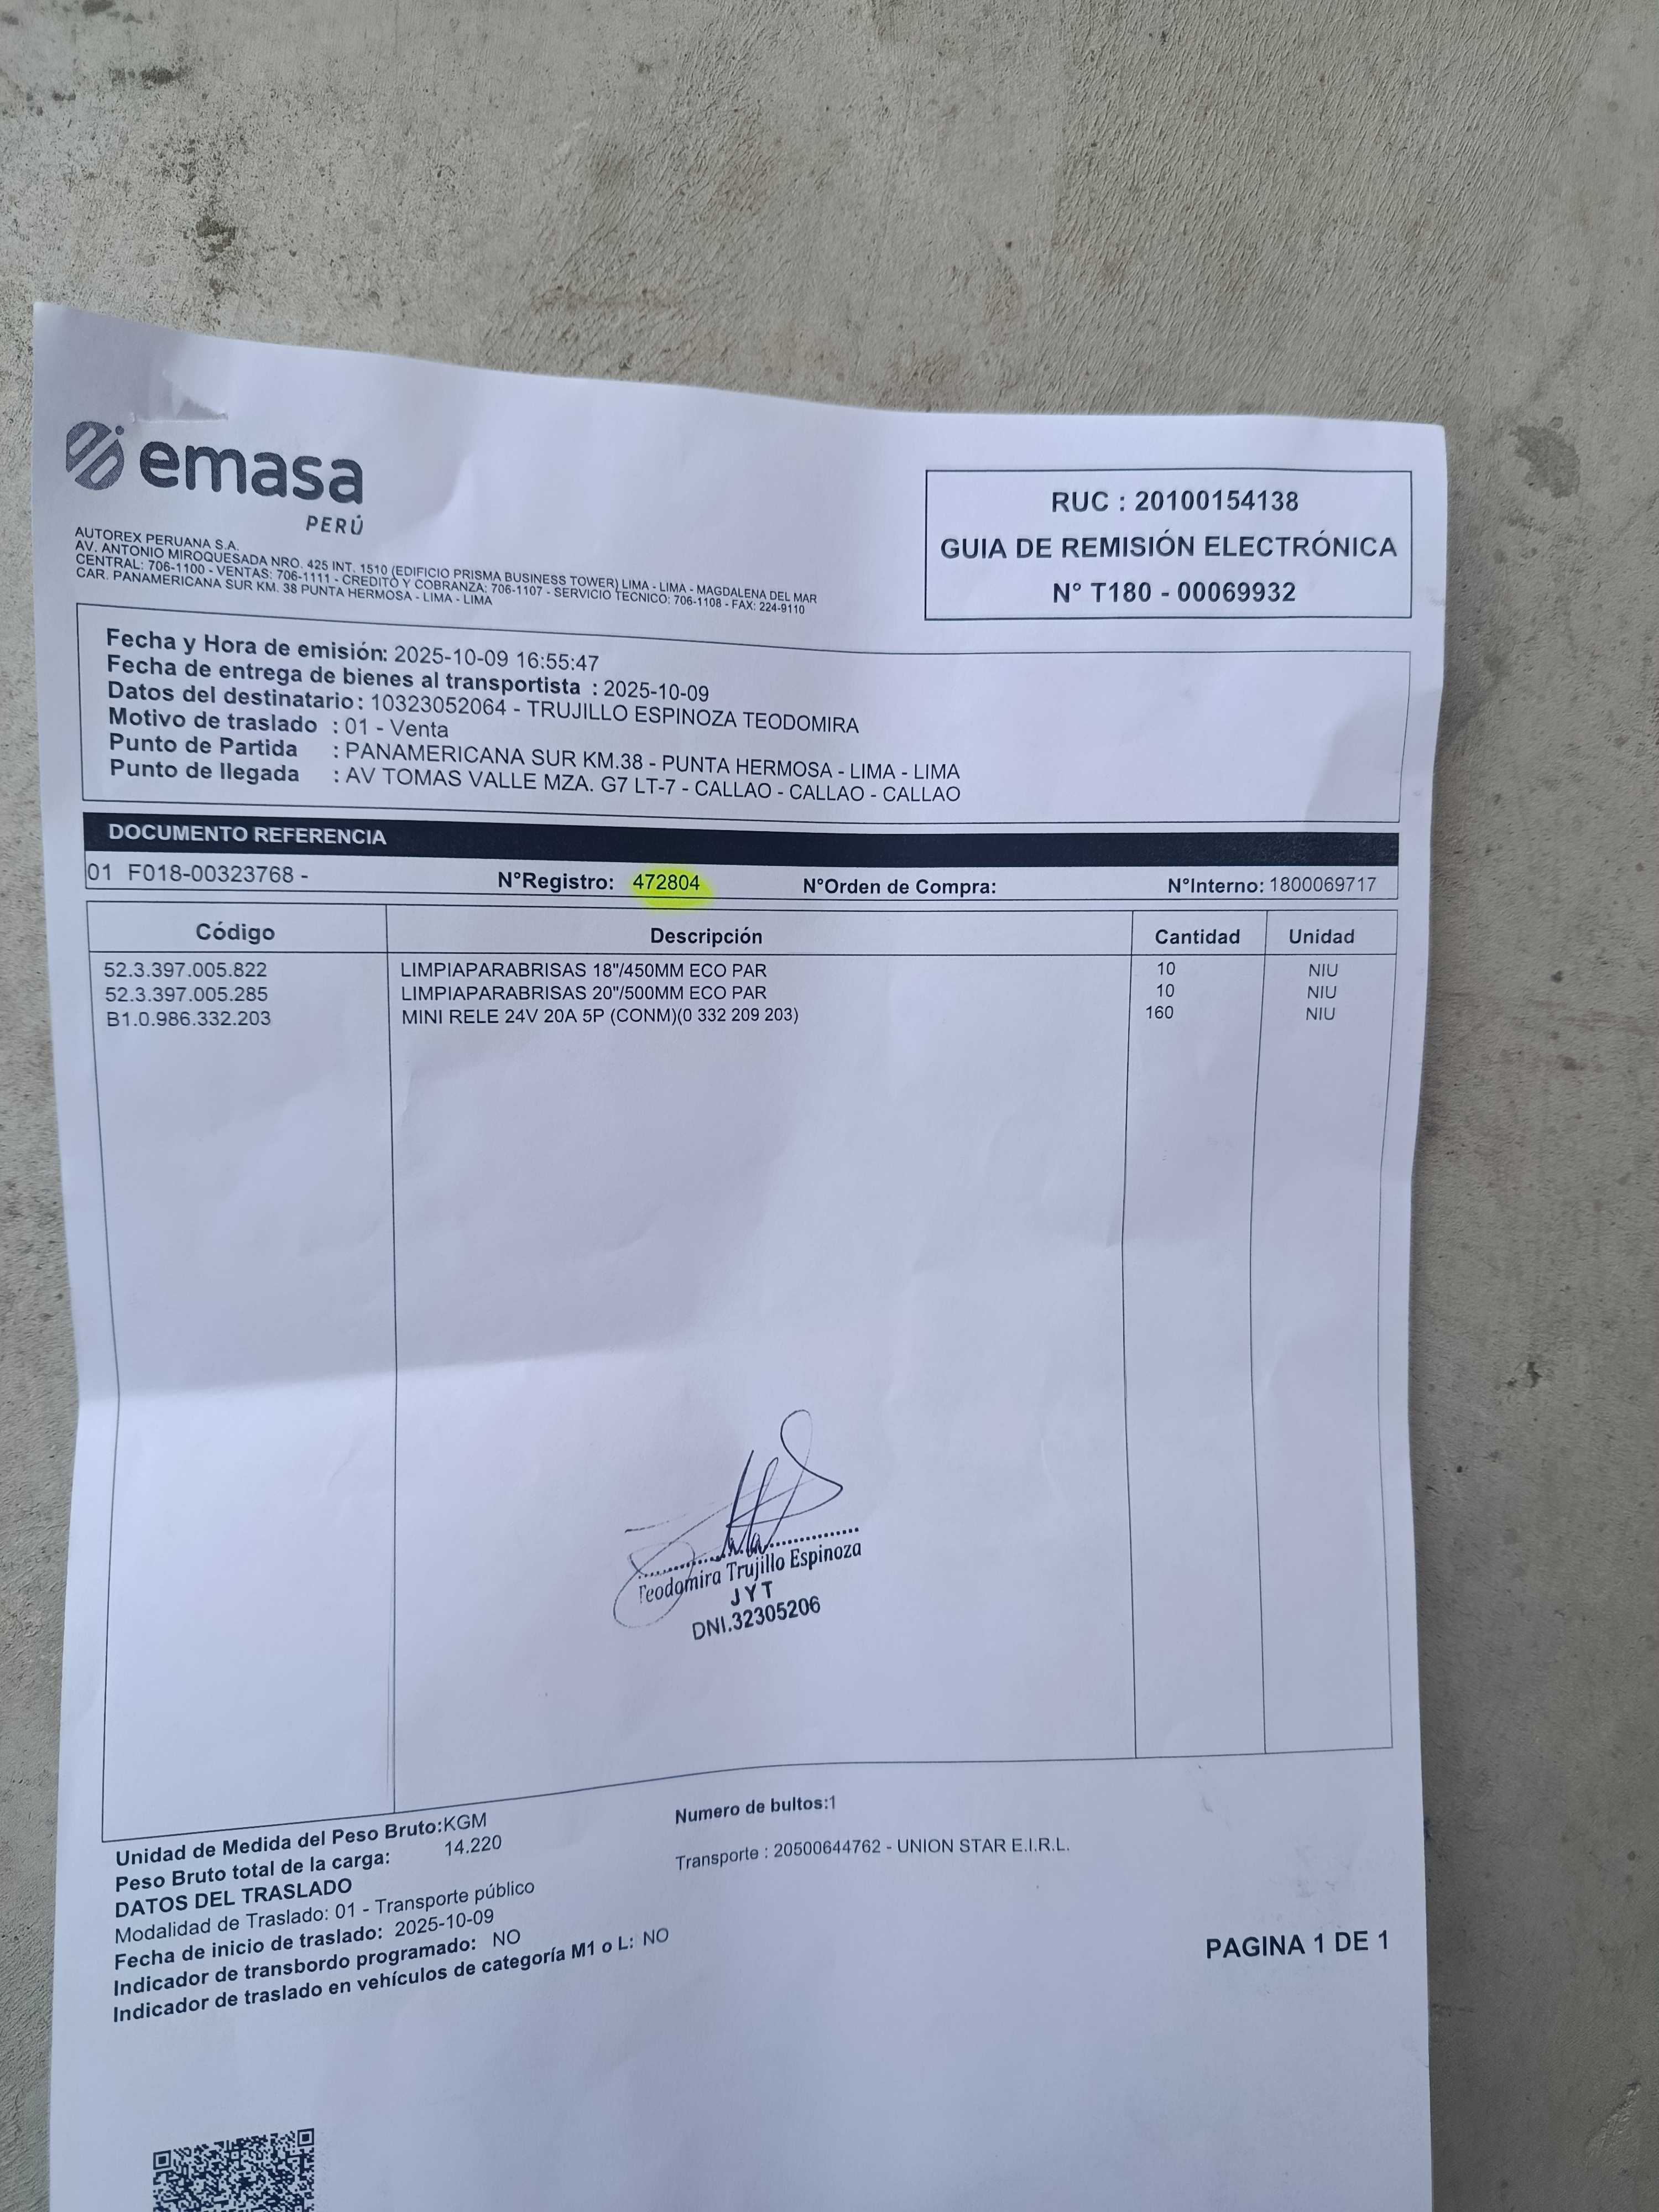 emasa
PERÚ
AUTOREX PERUANA S.A.
AV. ANTONIO MIROQUESADA NRO. 425 INT. 1510 (EDIFICIO PRISMA BUSINESS TOWER) LIMA - LIMA - MAGDALENA DEL MAR
CENTRAL: 706-1100 - VENTAS: 706-1111 - CREDITO Y COBRANZA: 706-1107 - SERVICIO TECNICO: 706-1108 - FAX: 224-9110
CAR. PANAMERICANA SUR KM. 38 PUNTA HERMOSA - LIMA - LIMA
RUC : 20100154138
GUIA DE REMISIÓN ELECTRÓNICA
N° T180 - 00069932
Fecha y Hora de emisión: 2025-10-09 16:55:47
Fecha de entrega de bienes al transportista : 2025-10-09
Datos del destinatario : 10323052064 - TRUJILLO ESPINOZA TEODOMIRA
Motivo de traslado : 01 - Venta
Punto de Partida : PANAMERICANA SUR KM.38 - PUNTA HERMOSA - LIMA - LIMA
Punto de llegada : AV TOMAS VALLE MZA. G7 LT-7 - CALLAO - CALLAO - CALLAO
DOCUMENTO REFERENCIA
01 F018-00323768 - N°Registro: 472804 N°Orden de Compra: N°Interno: 1800069717
Código Descripción Cantidad Unidad
52.3.397.005.822 LIMPIAPARABRISAS 18"/450MM ECO PAR 10 NIU
52.3.397.005.285 LIMPIAPARABRISAS 20"/500MM ECO PAR 10 NIU
B1.0.986.332.203 MINI RELE 24V 20A 5P (CONM)(0 332 209 203) 160 NIU
Teodomira Trujillo Espinoza
JYT
DNI.32305206
Unidad de Medida del Peso Bruto: KGM
Peso Bruto total de la carga: 14.220
Numero de bultos:1
Transporte : 20500644762 - UNION STAR E.I.R.L.
DATOS DEL TRASLADO
Modalidad de Traslado: 01 - Transporte público
Fecha de inicio de traslado: 2025-10-09
Indicador de transbordo programado: NO
Indicador de traslado en vehículos de categoría M1 o L: NO
PAGINA 1 DE 1